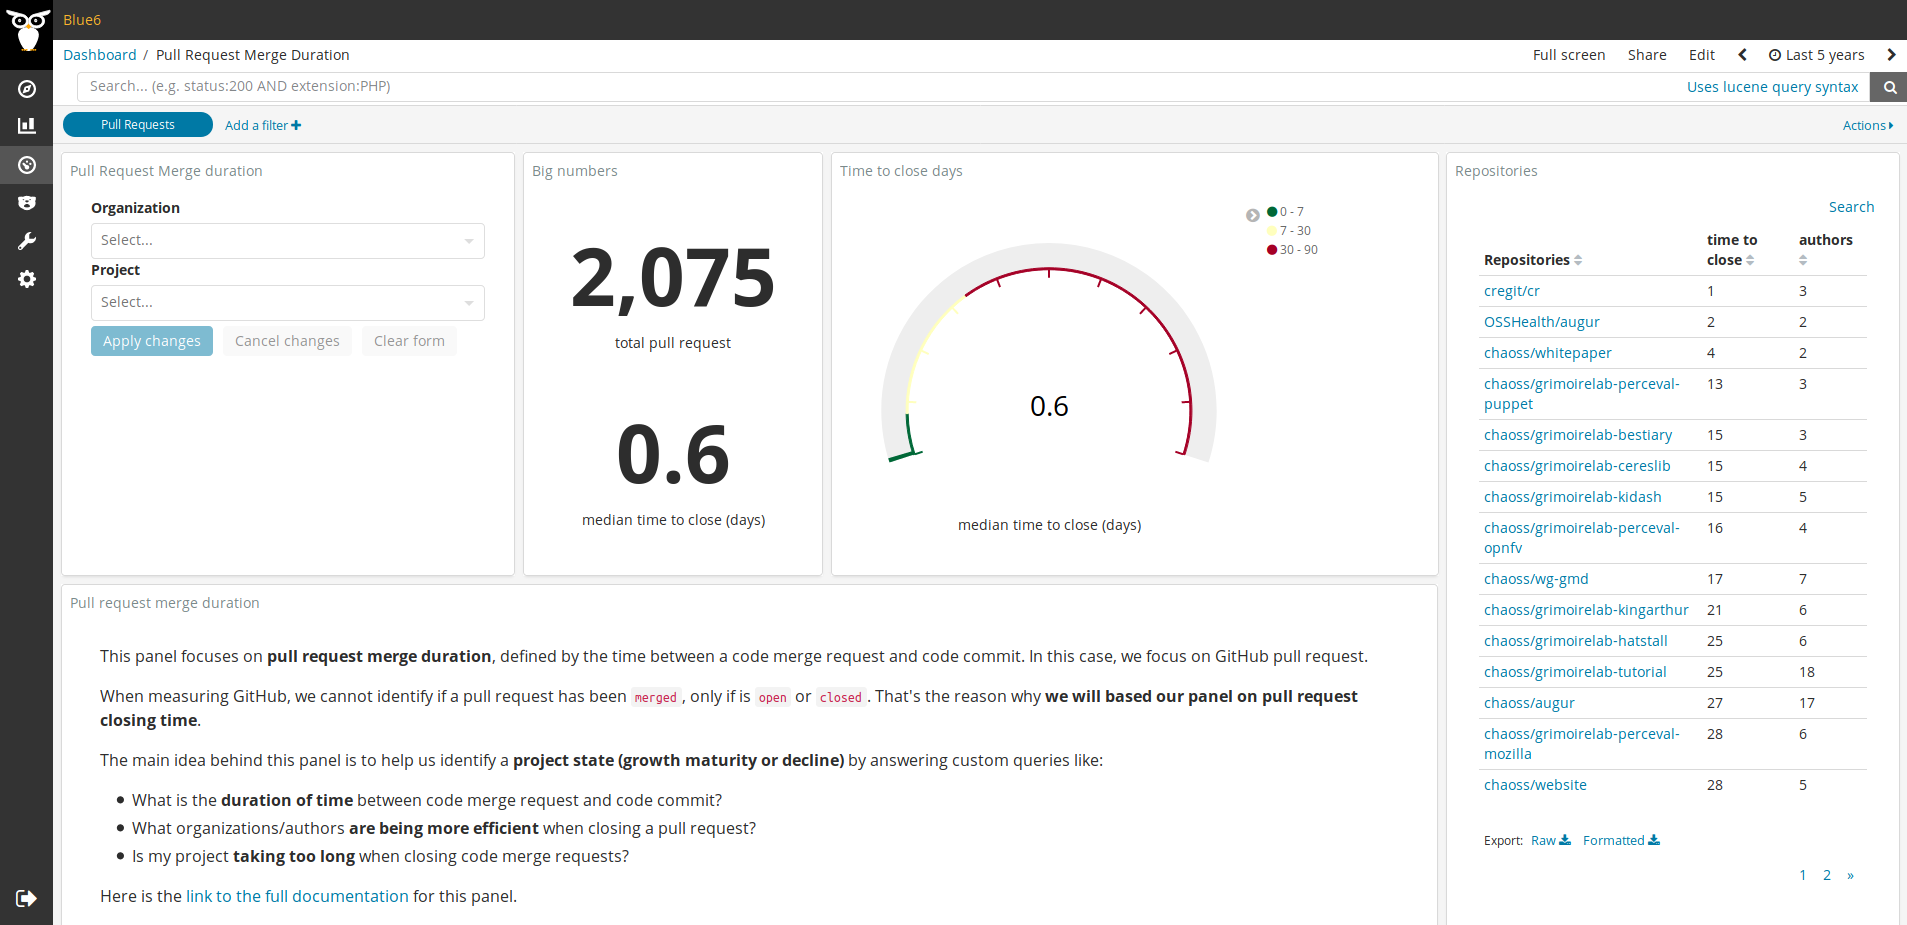 Blue6
Dashboard / Pull Request Merge Duration
Full screen Share Edit Last 5 years
Search... (e.g. status:200 AND extension:PHP)
Uses lucene query syntax
Pull Requests
Add a filter
Actions
Pull Request Merge duration
Organization
Select...
Project
Select...
Apply changes Cancel changes Clear form
Big numbers
2,075
total pull request
0.6
median time to close (days)
Time to close days
0 - 7
7 - 30
30 - 90
0.6
median time to close (days)
Pull request merge duration
This panel focuses on pull request merge duration, defined by the time between a code merge request and code commit. In this case, we focus on GitHub pull request.
When measuring GitHub, we cannot identify if a pull request has been merged, only if is open or closed. That's the reason why we will based our panel on pull request
closing time.
The main idea behind this panel is to help us identify a project state (growth maturity or decline) by answering custom queries like:
• What is the duration of time between code merge request and code commit?
• What organizations/authors are being more efficient when closing a pull request?
• Is my project taking too long when closing code merge requests?
Here is the link to the full documentation for this panel.
Repositories
Search
Repositories time to close authors
cregit/cr 1 3
OSSHealth/augur 2 2
chaoss/whitepaper 4 2
chaoss/grimoirelab-perceval- 13 3
puppet
chaoss/grimoirelab-bestiary 15 3
chaoss/grimoirelab-cereslib 15 4
chaoss/grimoirelab-kidash 15 5
chaoss/grimoirelab-perceval- 16 4
opnfv
chaoss/wg-gmd 17 7
chaoss/grimoirelab-kingarthur 21 6
chaoss/grimoirelab-hatstall 25 6
chaoss/grimoirelab-tutorial 25 18
chaoss/augur 27 17
chaoss/grimoirelab-perceval- 28 6
mozilla
chaoss/website 28 5
Export: Raw Formatted
1 2 »